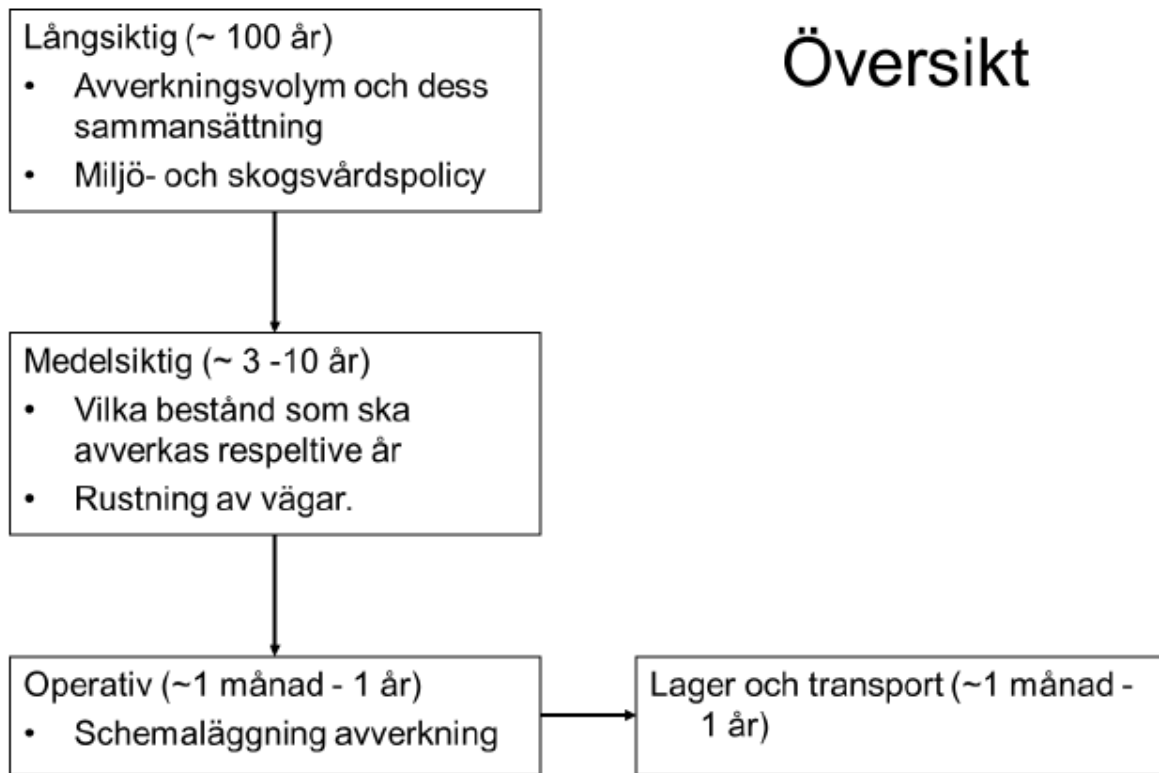 Långsiktig (~ 100 år)
• Avverkningsvolym och dess
sammansättning
• Miljö- och skogsvårdspolicy
Översikt
Medelsiktig (~ 3 -10 år)
• Vilka bestånd som ska
avverkas respeltive år
• Rustning av vägar.
Operativ (~1 månad - 1 år)
• Schemaläggning avverkning
Lager och transport (~1 månad -
1 år)